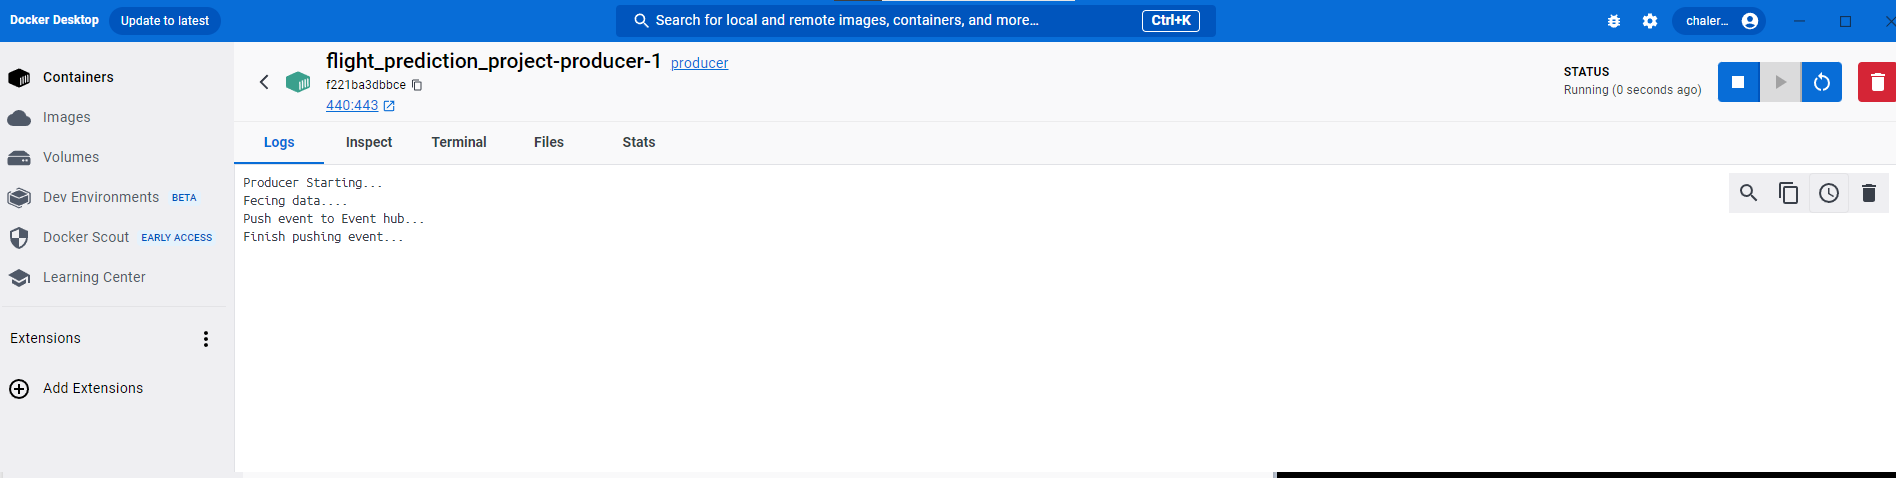 Docker Desktop
Update to latest
Search for local and remote images, containers, and more...
Ctrl+K
chaler...
Containers
Images
Volumes
Dev Environments BETA
Docker Scout EARLY ACCESS
Learning Center
Extensions
Add Extensions
flight_prediction_project-producer-1 producer
f221ba3dbbce
440:443
STATUS
Running (0 seconds ago)
Logs Inspect Terminal Files Stats
Producer Starting...
Fecing data....
Push event to Event hub...
Finish pushing event...